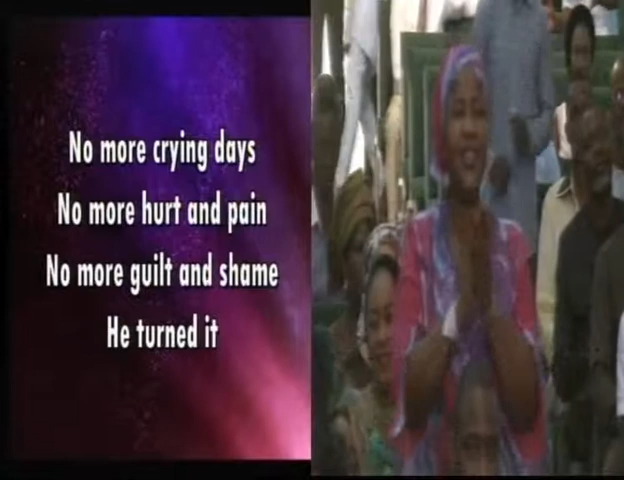 No more crying days
No more hurt and pain
No more guilt and shame
He turned it